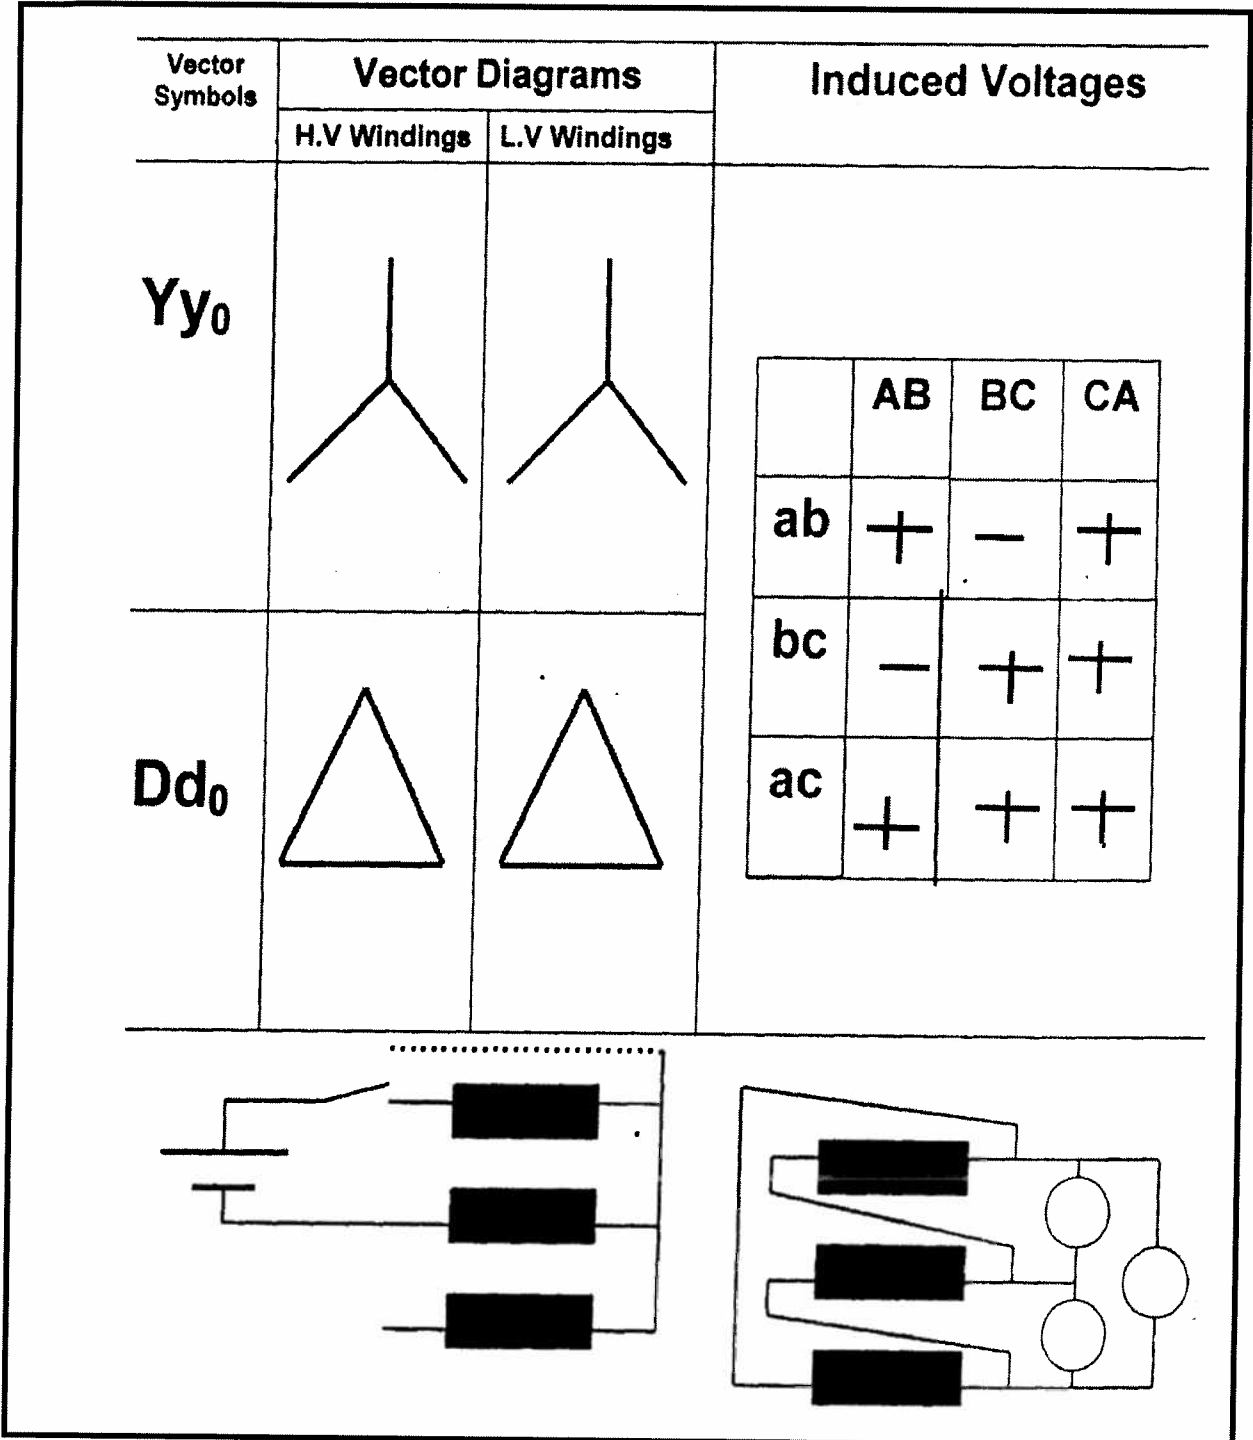 Vector Symbols
Vector Diagrams
Induced Voltages
H.V Windings
L.V Windings
Yy0
AB BC CA
ab + – +
bc – + +
ac + + +
Dd0